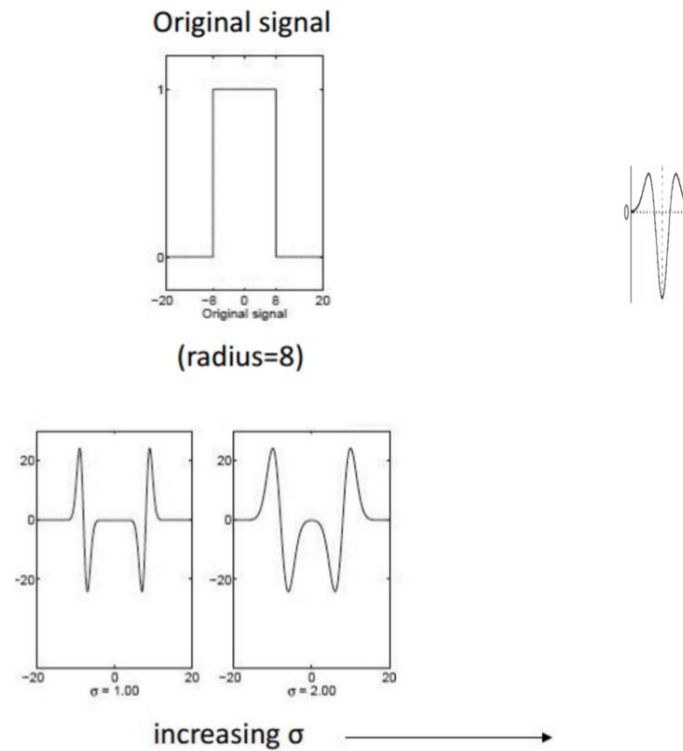 Original signal
1
0
−20 −8 0 8 20
Original signal
(radius=8)
0
20 20
0 0
−20 −20
−20 0 20 −20 0 20
σ = 1.00 σ = 2.00
increasing σ